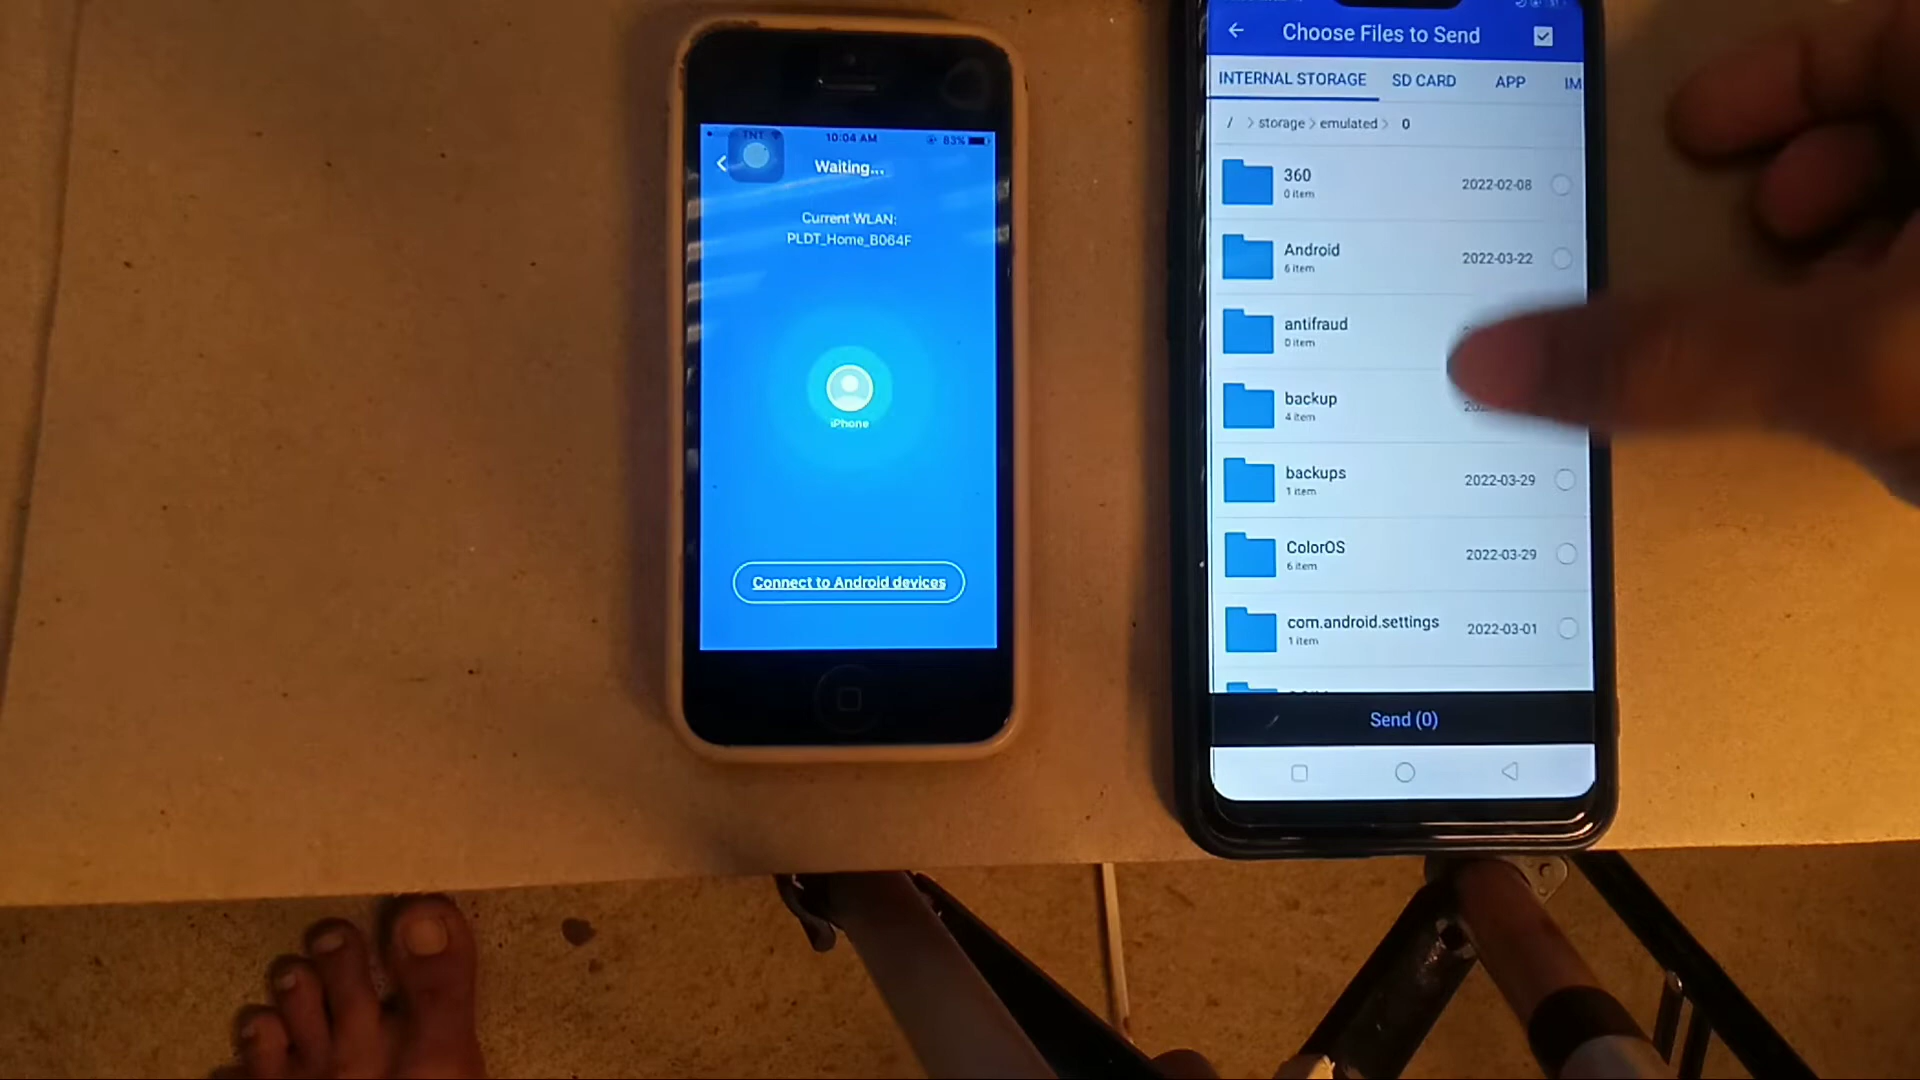 TNT
10:04 AM
83%
Waiting...
Current WLAN:
PLDT_Home_B064F
iPhone
Connect to Android devices
Choose Files to Send
INTERNAL STORAGE SD CARD APP IM
/ > storage > emulated > 0
360
0 item
2022-02-08
Android
6 item
2022-03-22
antifraud
0 item
backup
4 item
backups
1 item
2022-03-29
ColorOS
6 item
2022-03-29
com.android.settings
1 item
2022-03-01
Send (0)